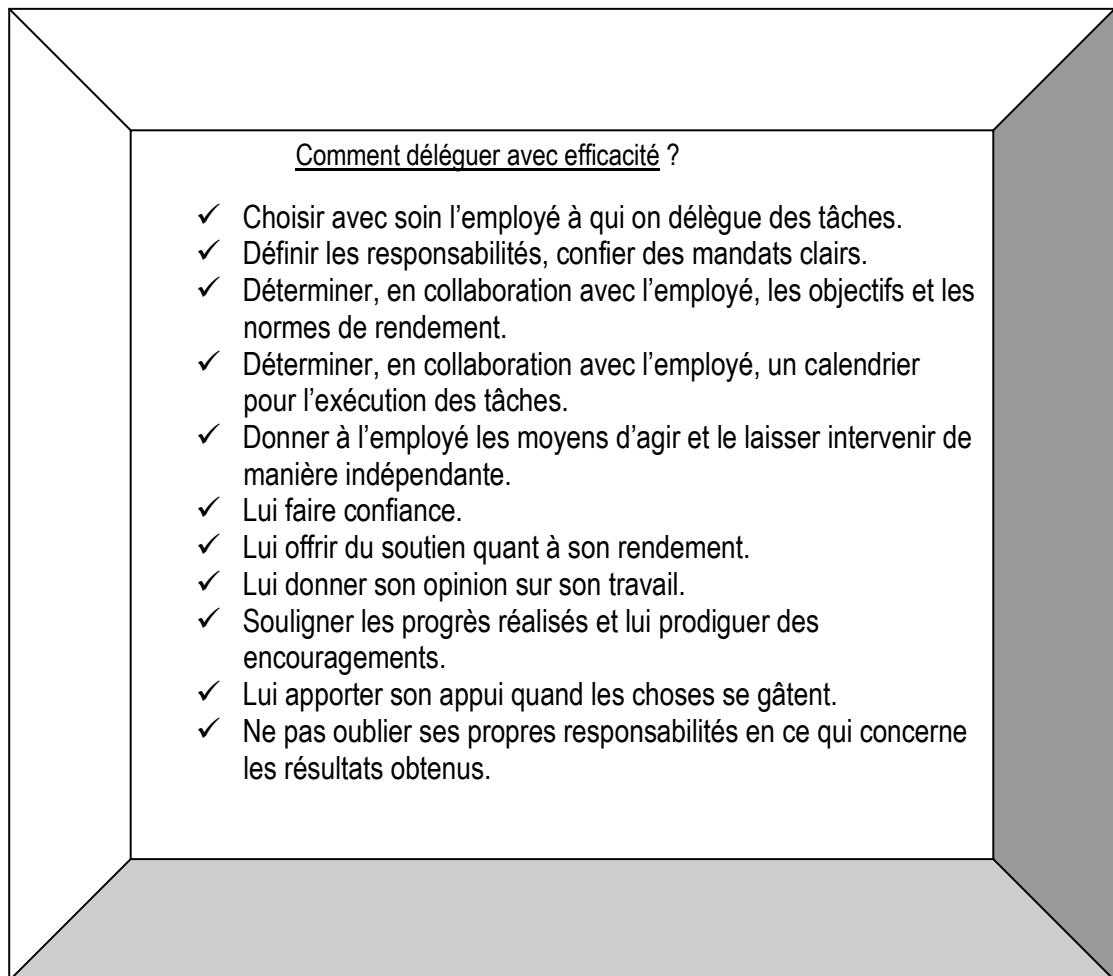 Comment déléguer avec efficacité ?
✓ Choisir avec soin l’employé à qui on délègue des tâches.
✓ Définir les responsabilités, confier des mandats clairs.
✓ Déterminer, en collaboration avec l’employé, les objectifs et les
normes de rendement.
✓ Déterminer, en collaboration avec l’employé, un calendrier
pour l’exécution des tâches.
✓ Donner à l’employé les moyens d’agir et le laisser intervenir de
manière indépendante.
✓ Lui faire confiance.
✓ Lui offrir du soutien quant à son rendement.
✓ Lui donner son opinion sur son travail.
✓ Souligner les progrès réalisés et lui prodiguer des
encouragements.
✓ Lui apporter son appui quand les choses se gâtent.
✓ Ne pas oublier ses propres responsabilités en ce qui concerne
les résultats obtenus.